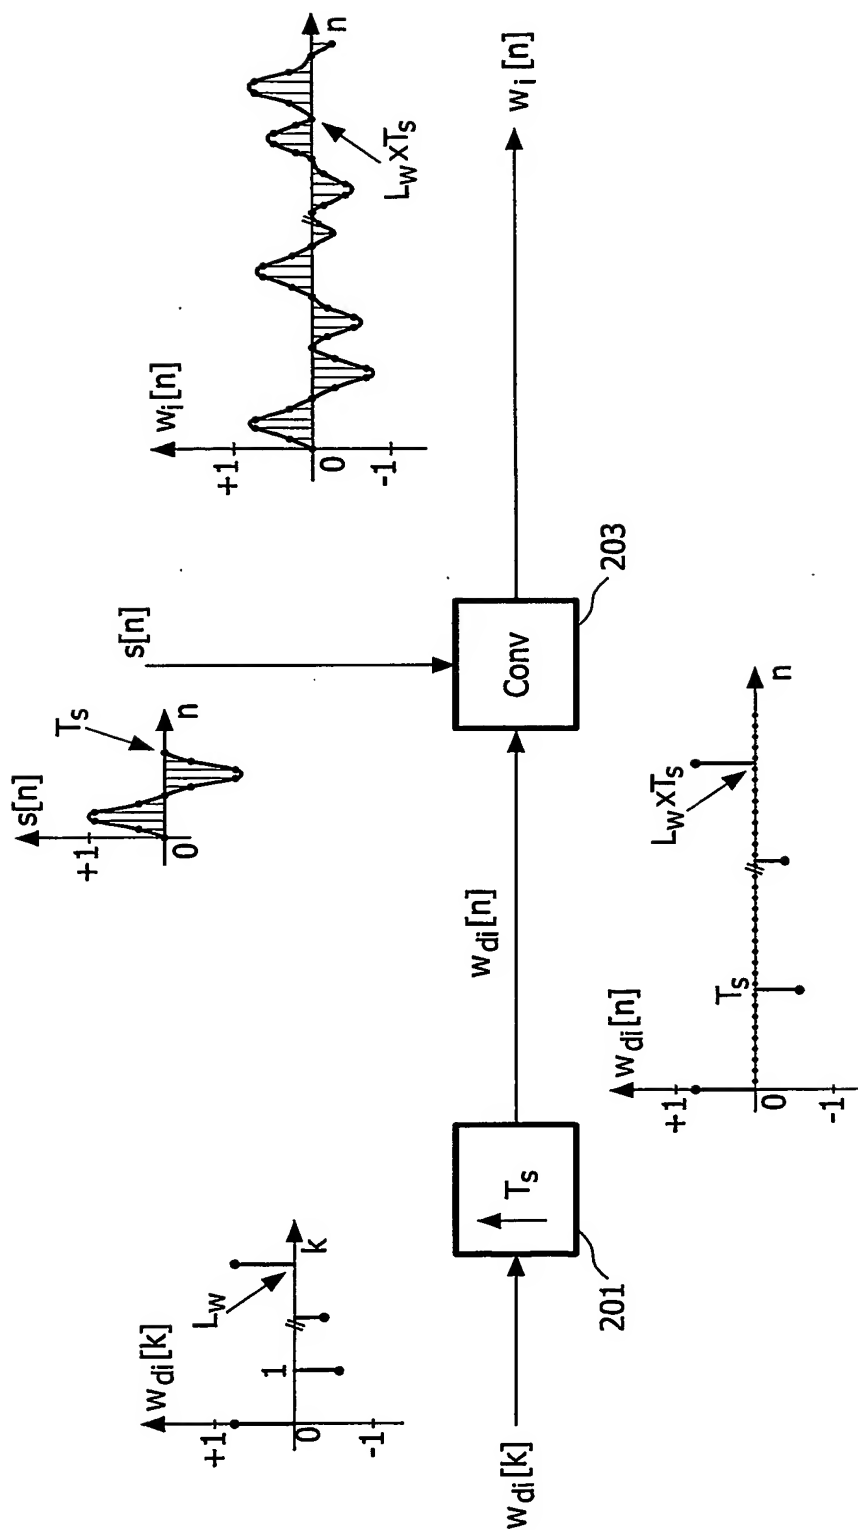 w_di[k]
+1
0
-1
1
L_w
k
s[n]
+1
0
T_s
n
w_i[n]
+1
0
-1
L_w x T_s
n
w_di[k]
T_s
201
w_di[n]
s[n]
Conv
203
w_i[n]
w_di[n]
+1
0
-1
T_s
L_w x T_s
n